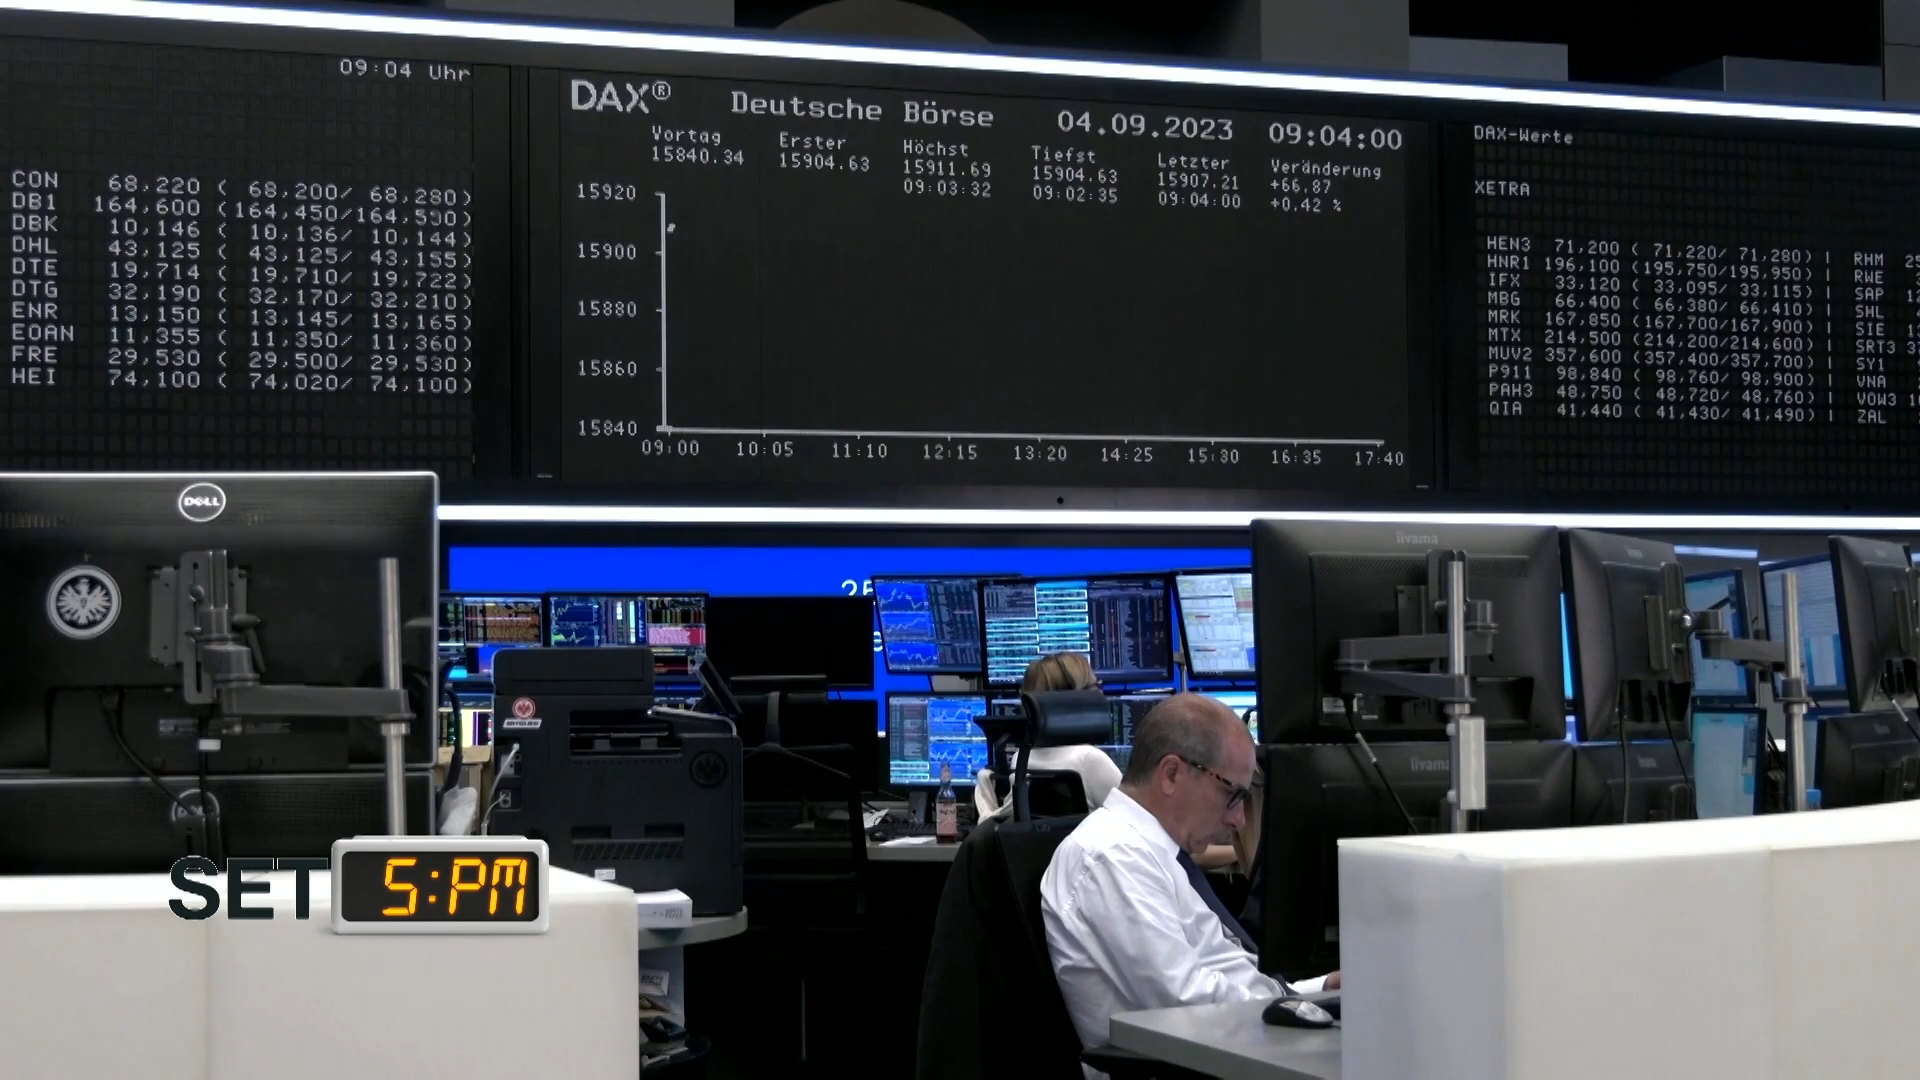 09:04 Uhr
CON 68,220 ( 68,200/ 68,280)
DB1 164,600 (164,450/164,550)
DBK 10,146 ( 10,136/ 10,144)
DHL 43,125 ( 43,125/ 43,155)
DTE 19,714 ( 19,710/ 19,722)
DTG 32,190 ( 32,170/ 32,210)
ENR 13,150 ( 13,145/ 13,165)
EOAN 11,355 ( 11,350/ 11,360)
FRE 29,530 ( 29,500/ 29,530)
HEI 74,100 ( 74,020/ 74,100)
DAX® Deutsche Börse 04.09.2023 09:04:00
Vortag Erster Höchst Tiefst Letzter Veränderung
15840.34 15904.63 15911.69 15904.63 15907.21 +66.87
09:03:32 09:02:35 09:04:00 +0.42 %
15920
15900
15880
15860
15840
09:00 10:05 11:10 12:15 13:20 14:25 15:30 16:35 17:40
DAX-Werte
XETRA
HEN3 71,200 ( 71,220/ 71,280) | RHM
HNR1 196,100 (195,750/195,950) | RWE
IFX 33,120 ( 33,095/ 33,115) | SAP
MBG 66,400 ( 66,380/ 66,410) | SHL
MRK 167,850 (167,700/167,900) | SIE
MTX 214,500 (214,200/214,600) | SRT3
MUV2 357,600 (357,400/357,700) | SY1
P911 98,840 ( 98,760/ 98,900) | VNA
PAH3 48,750 ( 48,720/ 48,760) | VOW3
QIA 41,440 ( 41,430/ 41,490) | ZAL
DELL
iiyama
iiyama
SET 5:PM